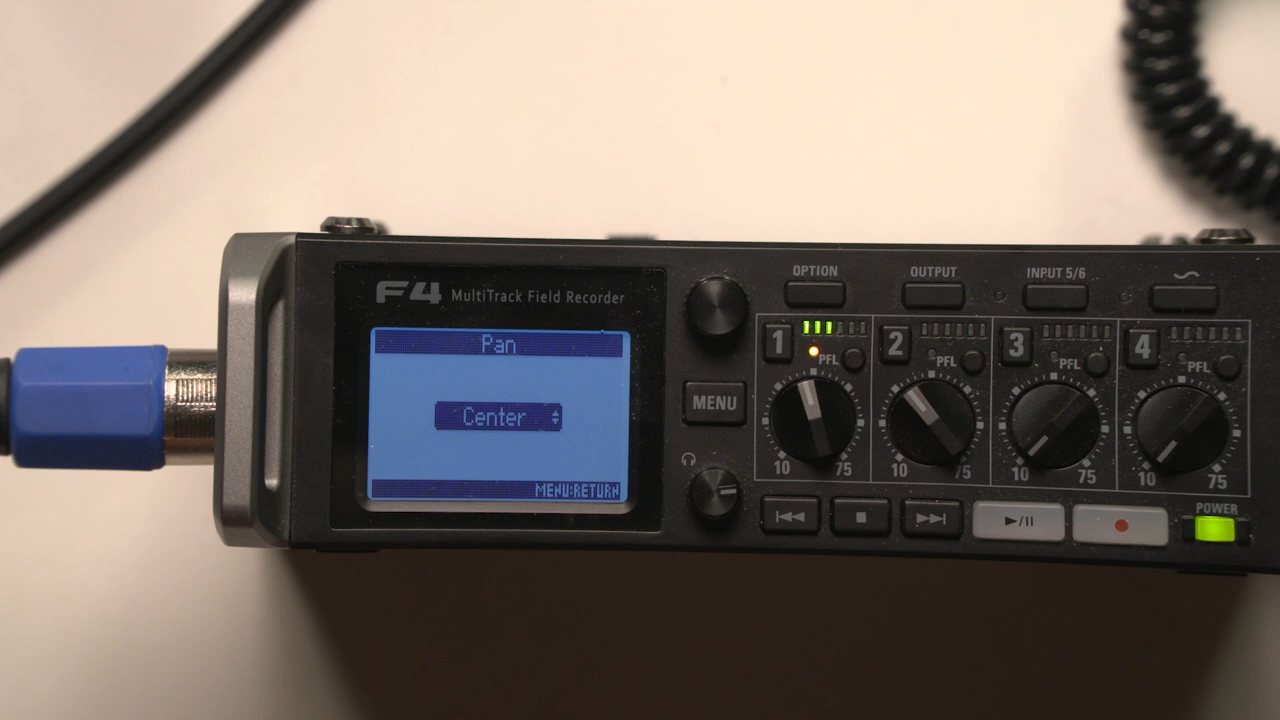 F4 MultiTrack Field Recorder
Pan
Center
MENU:RETURN
MENU
OPTION
OUTPUT
INPUT 5/6
1
PFL
10
75
2
PFL
10
75
3
PFL
10
75
4
PFL
10
75
POWER